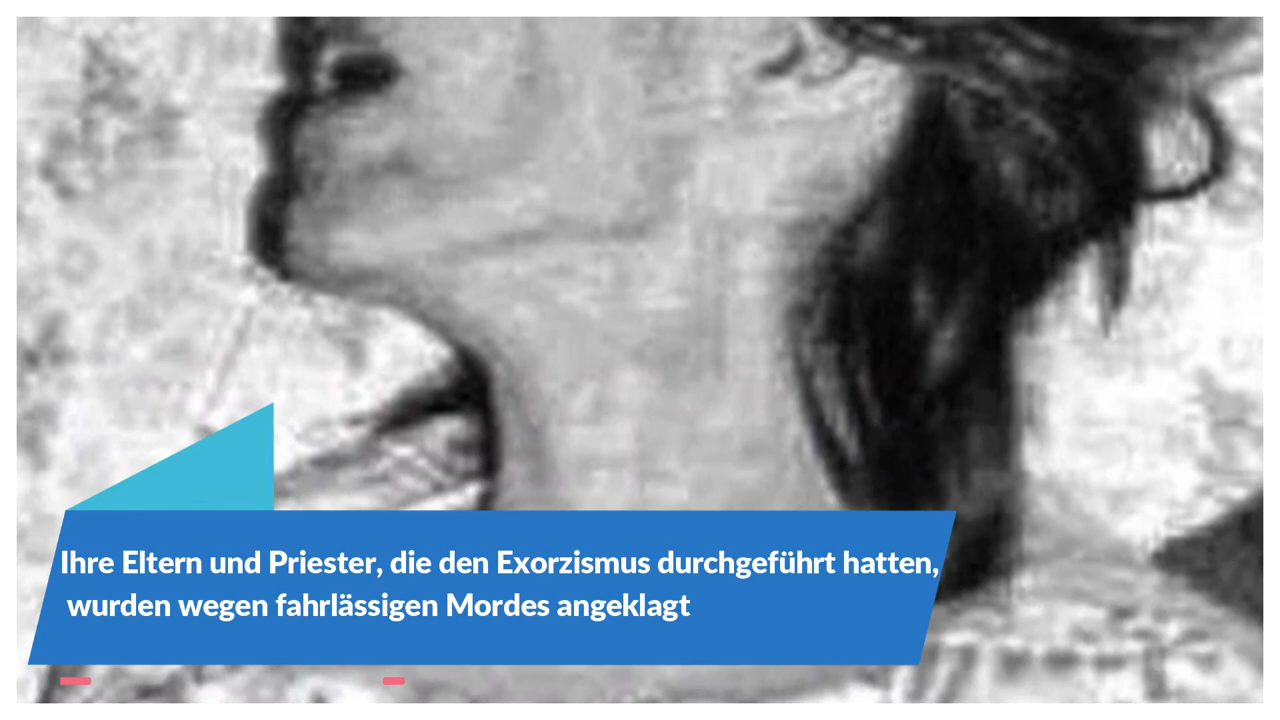 Ihre Eltern und Priester, die den Exorzismus durchgeführt hatten,
wurden wegen fahrlässigen Mordes angeklagt